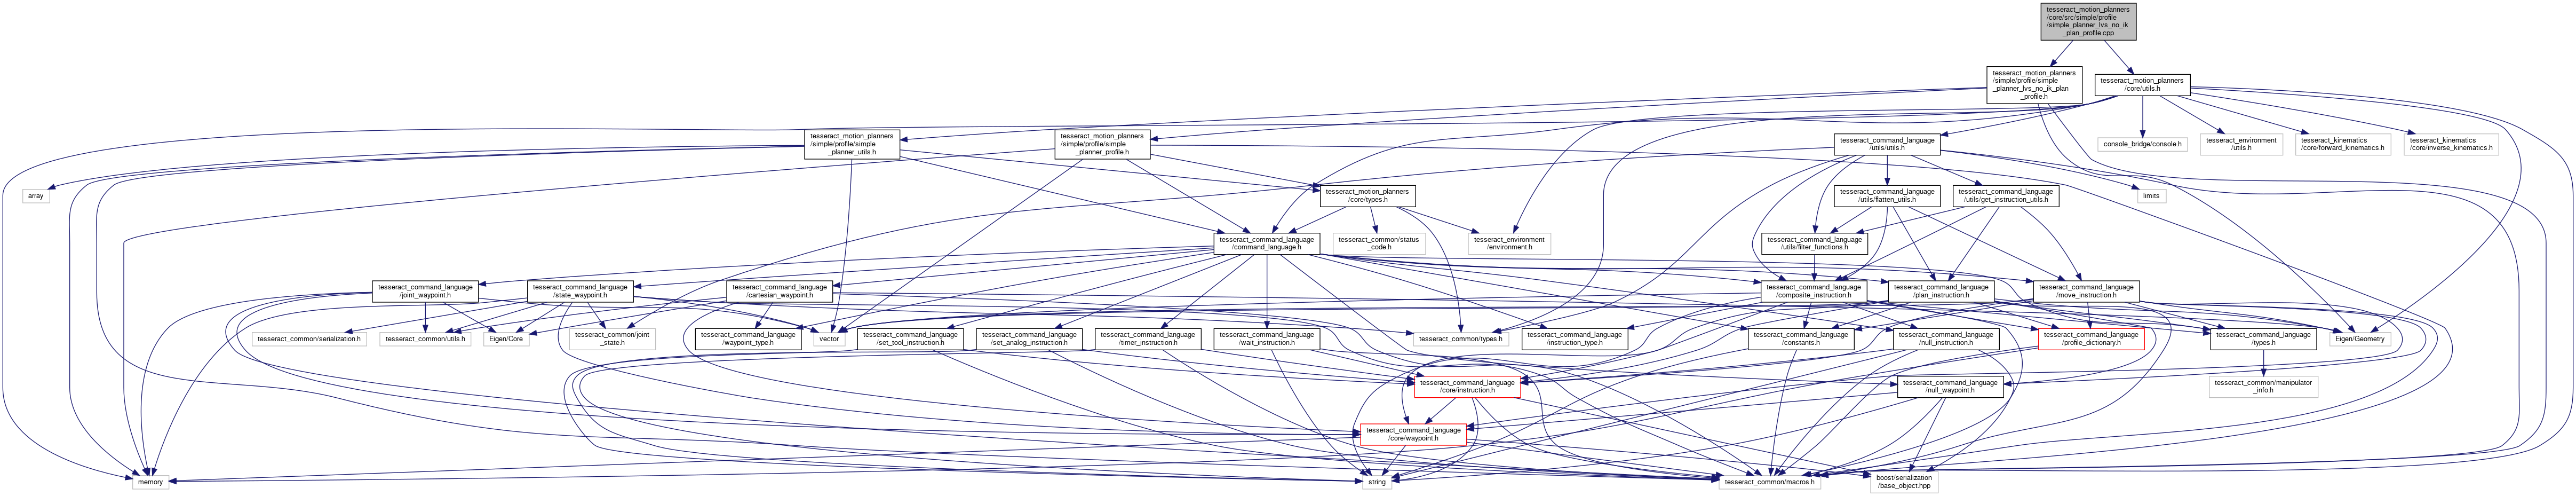 tesseract_motion_planners
/core/src/simple/profile
/simple_planner_lvs_no_ik
_plan_profile.cpp
tesseract_motion_planners
/simple/profile/simple
_planner_lvs_no_ik_plan
_profile.h
tesseract_motion_planners
/core/utils.h
tesseract_motion_planners
/simple/profile/simple
_planner_utils.h
tesseract_motion_planners
/simple/profile/simple
_planner_profile.h
tesseract_command_language
/utils/utils.h
console_bridge/console.h
tesseract_environment
/utils.h
tesseract_kinematics
/core/forward_kinematics.h
tesseract_kinematics
/core/inverse_kinematics.h
array
tesseract_motion_planners
/core/types.h
tesseract_command_language
/utils/flatten_utils.h
tesseract_command_language
/utils/get_instruction_utils.h
limits
tesseract_command_language
/command_language.h
tesseract_common/status
_code.h
tesseract_environment
/environment.h
tesseract_command_language
/utils/filter_functions.h
tesseract_command_language
/joint_waypoint.h
tesseract_command_language
/state_waypoint.h
tesseract_command_language
/cartesian_waypoint.h
tesseract_command_language
/composite_instruction.h
tesseract_command_language
/plan_instruction.h
tesseract_command_language
/move_instruction.h
tesseract_common/serialization.h
tesseract_common/utils.h
Eigen/Core
tesseract_common/joint
_state.h
tesseract_command_language
/waypoint_type.h
vector
tesseract_command_language
/set_tool_instruction.h
tesseract_command_language
/set_analog_instruction.h
tesseract_command_language
/timer_instruction.h
tesseract_command_language
/wait_instruction.h
tesseract_common/types.h
tesseract_command_language
/instruction_type.h
tesseract_command_language
/constants.h
tesseract_command_language
/null_instruction.h
tesseract_command_language
/profile_dictionary.h
tesseract_command_language
/types.h
Eigen/Geometry
tesseract_command_language
/core/instruction.h
tesseract_command_language
/null_waypoint.h
tesseract_common/manipulator
_info.h
tesseract_command_language
/core/waypoint.h
memory
string
tesseract_common/macros.h
boost/serialization
/base_object.hpp